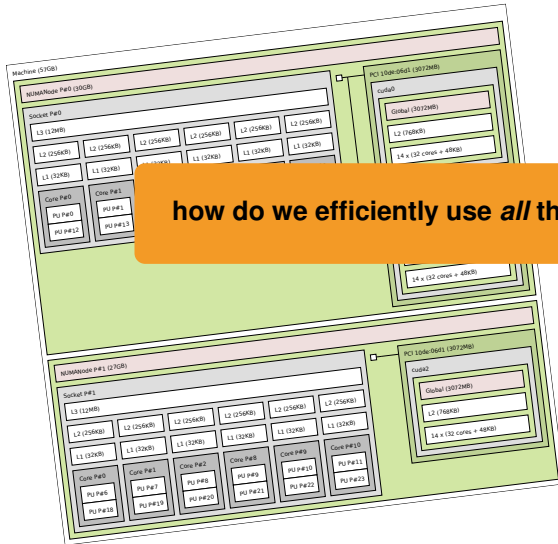 Machine (57GB)
NUMANode P#0 (30GB)
Socket P#0
L3 (12MB)
L2 (256KB) L2 (256KB) L2 (256KB) L2 (256KB) L2 (256KB) L2 (256KB)
L1 (32KB) L1 (32KB) L1 (32KB) L1 (32KB) L1 (32KB) L1 (32KB)
Core P#0 Core P#1
PU P#0 PU P#1
PU P#12 PU P#13
PCI 10de:06d1 (3072MB)
cuda0
Global (3072MB)
L2 (768KB)
14 x (32 cores + 48KB)
how do we efficiently use all th
14 x (32 cores + 48KB)
NUMANode P#1 (27GB)
Socket P#1
L3 (12MB)
L2 (256KB) L2 (256KB) L2 (256KB) L2 (256KB) L2 (256KB) L2 (256KB)
L1 (32KB) L1 (32KB) L1 (32KB) L1 (32KB) L1 (32KB) L1 (32KB)
Core P#0 Core P#1 Core P#2 Core P#8 Core P#9 Core P#10
PU P#6 PU P#7 PU P#8 PU P#9 PU P#10 PU P#11
PU P#18 PU P#19 PU P#20 PU P#21 PU P#22 PU P#23
PCI 10de:06d1 (3072MB)
cuda2
Global (3072MB)
L2 (768KB)
14 x (32 cores + 48KB)